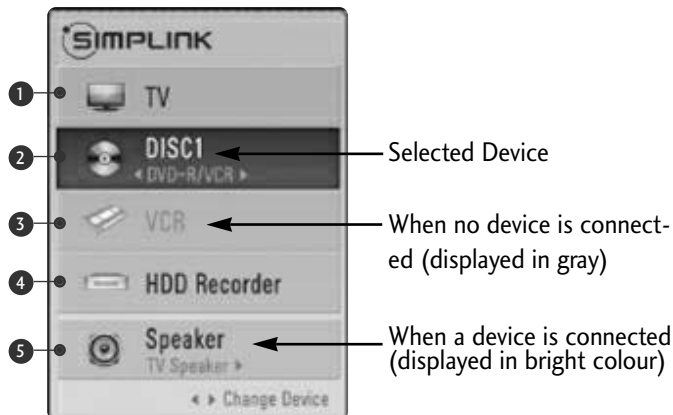 SIMPLINK
1 TV
2 DISC1
◀ DVD-R/VCR ▶
Selected Device
3 VCR
When no device is connect-
ed (displayed in gray)
4 HDD Recorder
5 Speaker
TV Speaker ▶
When a device is connected
(displayed in bright colour)
◀ ▶ Change Device